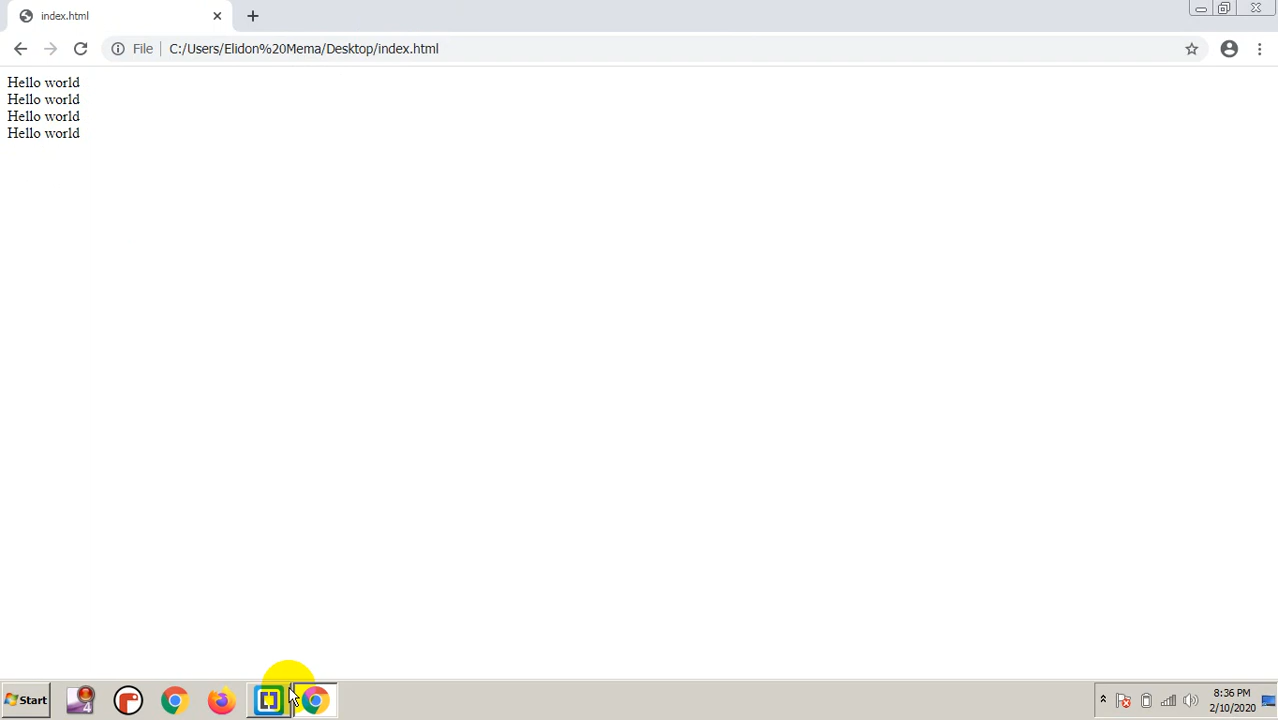 index.html
File
C:/Users/Elidon%20Mema/Desktop/index.html
Hello world
Hello world
Hello world
Hello world
Start
4
8:36 PM
2/10/2020